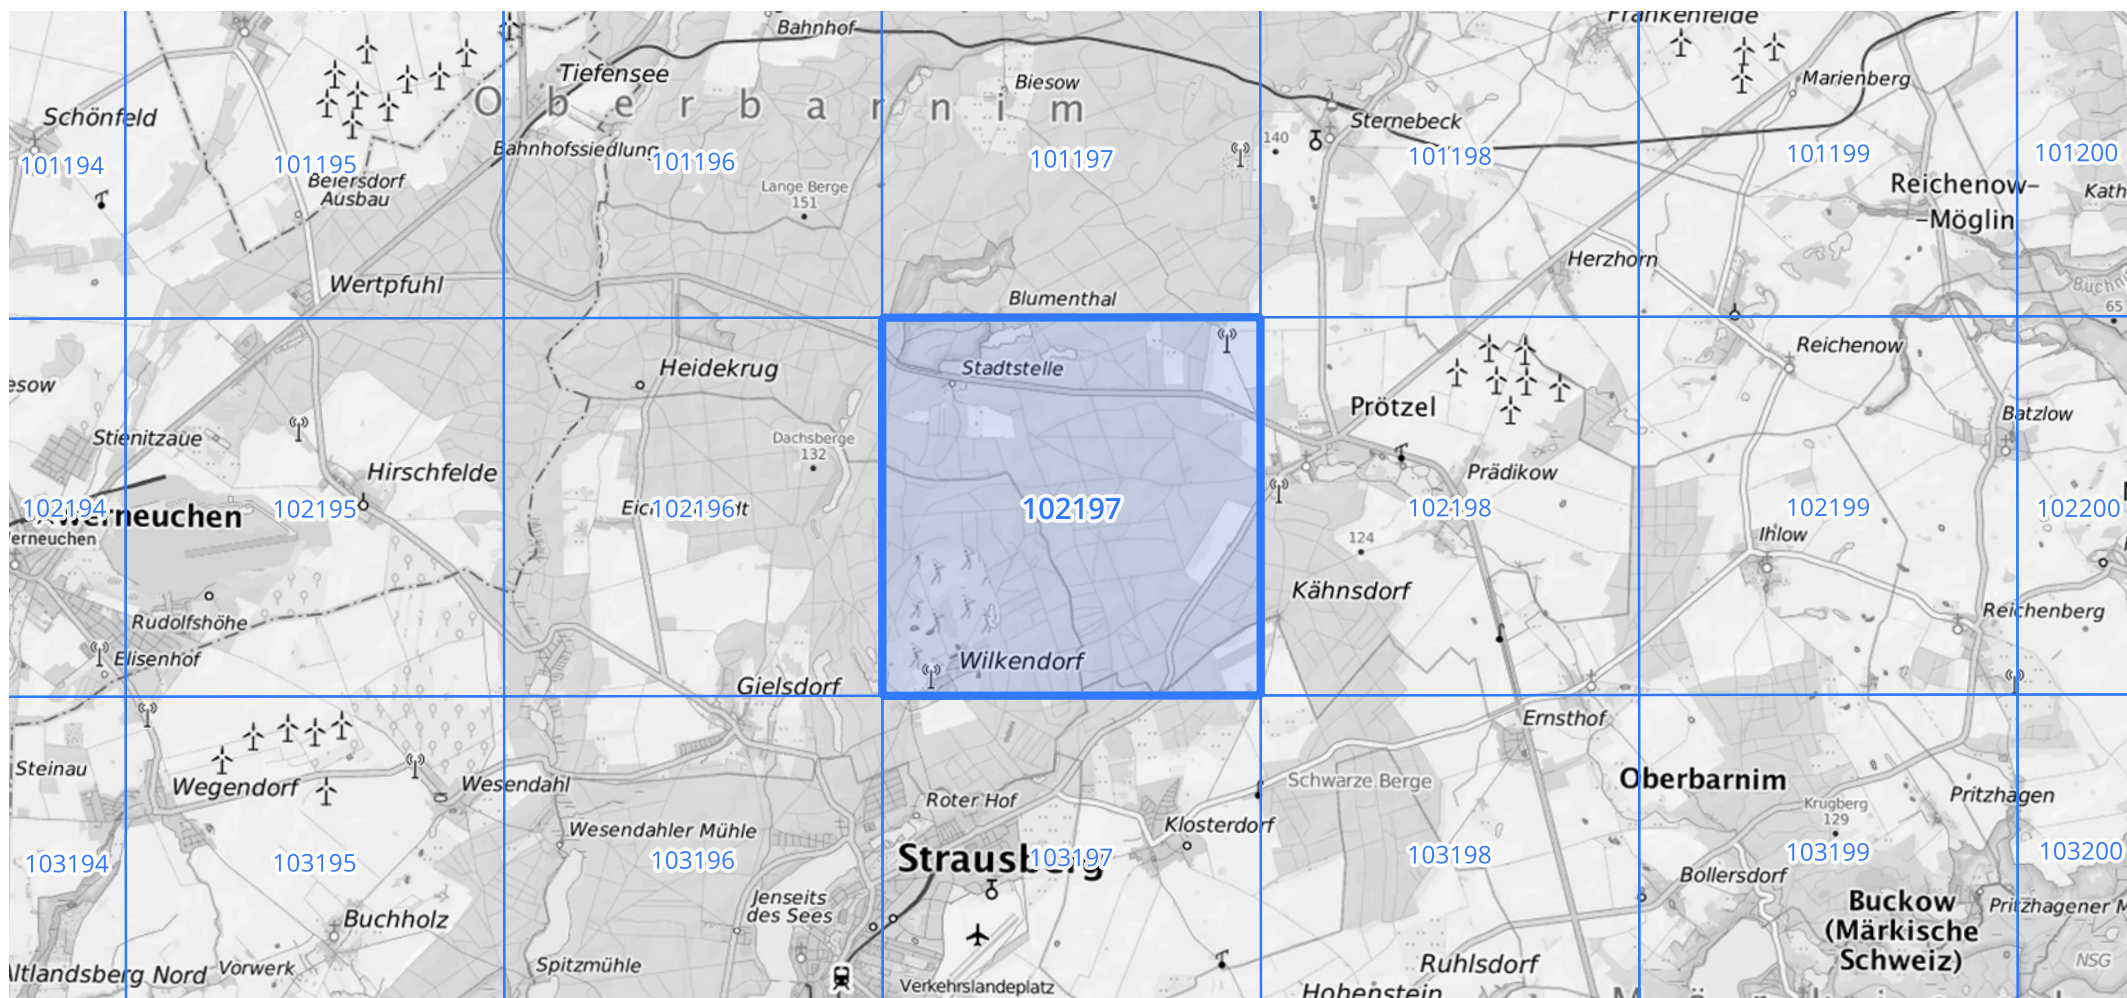 Frankenfelde
Bahnhof
Tiefensee
Biesow
Marienberg
Oberbarnim
Schönfeld
Sternebeck
140
Bahnhofssiedlung
101194
101195
101196
101197
101198
101199
101200
Beiersdorf
Ausbau
Lange Berge
151
Reichenow-
-Möglin
Kath
Herzhorn
Wertpfuhl
Blumenthal
65
Heidekrug
Stadtstelle
Reichenow
esow
Prötzel
Batzlow
Stienitzaue
Dachsberge
132
Hirschfelde
Prädikow
102194
102195
102196
102197
102198
102199
102200
werneuchen
erneuchen
124
Ihlow
Kähnsdorf
Reichenberg
Rudolfshöhe
Elisenhof
Wilkendorf
Gielsdorf
Ernsthof
Steinau
Wegendorf
Wesendahl
Schwarze Berge
Oberbarnim
Pritzhagen
Roter Hof
Krugberg
129
Wesendahler Mühle
Klosterdorf
103194
103195
103196
Strausberg
103197
103198
103199
103200
Bollersdorf
Jenseits
des Sees
Buckow
(Märkische
Schweiz)
Pritzhagener M
Buchholz
NSG
Altlandsberg Nord
Vorwerk
Spitzmühle
Ruhlsdorf
Verkehrslandeplatz
Hohenstein